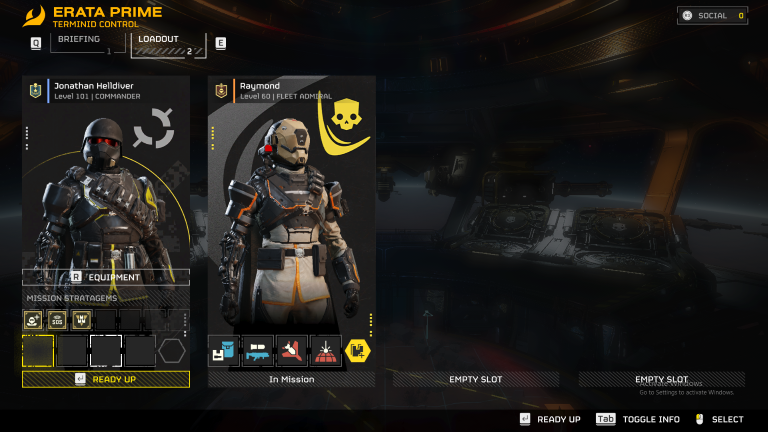 ERATA PRIME
TERMINID CONTROL
SOCIAL 0
Q
BRIEFING
1
LOADOUT
2
E
Jonathan Helldiver
Level 101 | COMMANDER
Raymond
Level 60 | FLEET ADMIRAL
R EQUIPMENT
MISSION STRATAGEMS
SOS
READY UP
In Mission
EMPTY SLOT
EMPTY SLOT
Activate Windows
Go to Settings to activate Windows.
READY UP
Tab TOGGLE INFO
SELECT